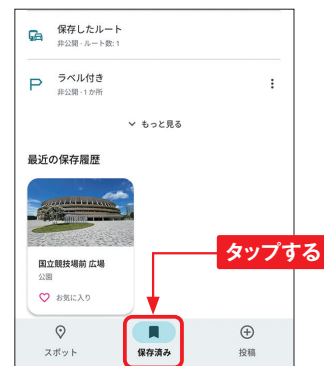 保存したルート
非公開・ルート数: 1
ラベル付き
非公開・1 か所
もっと見る
最近の保存履歴
国立競技場前 広場
公園
お気に入り
タップする
スポット
保存済み
投稿